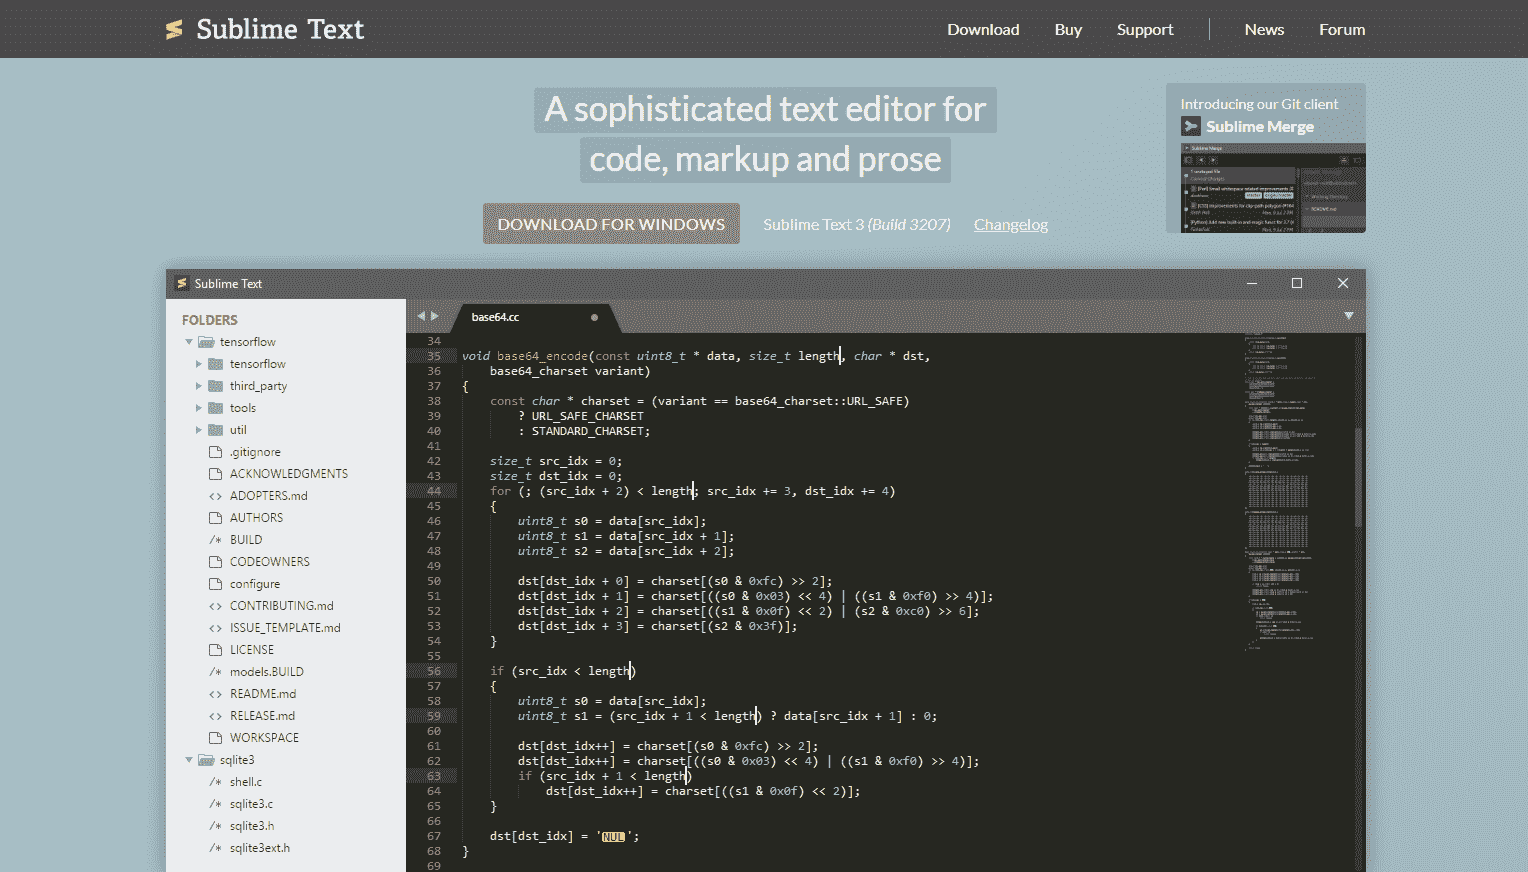 Sublime Text
Download Buy Support News Forum
A sophisticated text editor for
code, markup and prose
Introducing our Git client
Sublime Merge
DOWNLOAD FOR WINDOWS Sublime Text 3 (Build 3207) Changelog
Sublime Text
FOLDERS
tensorflow
tensorflow
third_party
tools
util
.gitignore
ACKNOWLEDGMENTS
<> ADOPTERS.md
AUTHORS
/* BUILD
CODEOWNERS
configure
<> CONTRIBUTING.md
<> ISSUE_TEMPLATE.md
LICENSE
/* models.BUILD
<> README.md
<> RELEASE.md
WORKSPACE
sqlite3
/* shell.c
/* sqlite3.c
/* sqlite3.h
/* sqlite3ext.h
base64.cc
34
35 void base64_encode(const uint8_t * data, size_t length, char * dst,
36 base64_charset variant)
37 {
38 const char * charset = (variant == base64_charset::URL_SAFE)
39 ? URL_SAFE_CHARSET
40 : STANDARD_CHARSET;
41
42 size_t src_idx = 0;
43 size_t dst_idx = 0;
44 for (; (src_idx + 2) < length; src_idx += 3, dst_idx += 4)
45 {
46 uint8_t s0 = data[src_idx];
47 uint8_t s1 = data[src_idx + 1];
48 uint8_t s2 = data[src_idx + 2];
49
50 dst[dst_idx + 0] = charset[(s0 & 0xfc) >> 2];
51 dst[dst_idx + 1] = charset[((s0 & 0x03) << 4) | ((s1 & 0xf0) >> 4)];
52 dst[dst_idx + 2] = charset[((s1 & 0x0f) << 2) | (s2 & 0xc0) >> 6];
53 dst[dst_idx + 3] = charset[(s2 & 0x3f)];
54 }
55
56 if (src_idx < length)
57 {
58 uint8_t s0 = data[src_idx];
59 uint8_t s1 = (src_idx + 1 < length) ? data[src_idx + 1] : 0;
60
61 dst[dst_idx++] = charset[(s0 & 0xfc) >> 2];
62 dst[dst_idx++] = charset[((s0 & 0x03) << 4) | ((s1 & 0xf0) >> 4)];
63 if (src_idx + 1 < length)
64 dst[dst_idx++] = charset[((s1 & 0x0f) << 2)];
65 }
66
67 dst[dst_idx] = 'NUL';
68 }
69